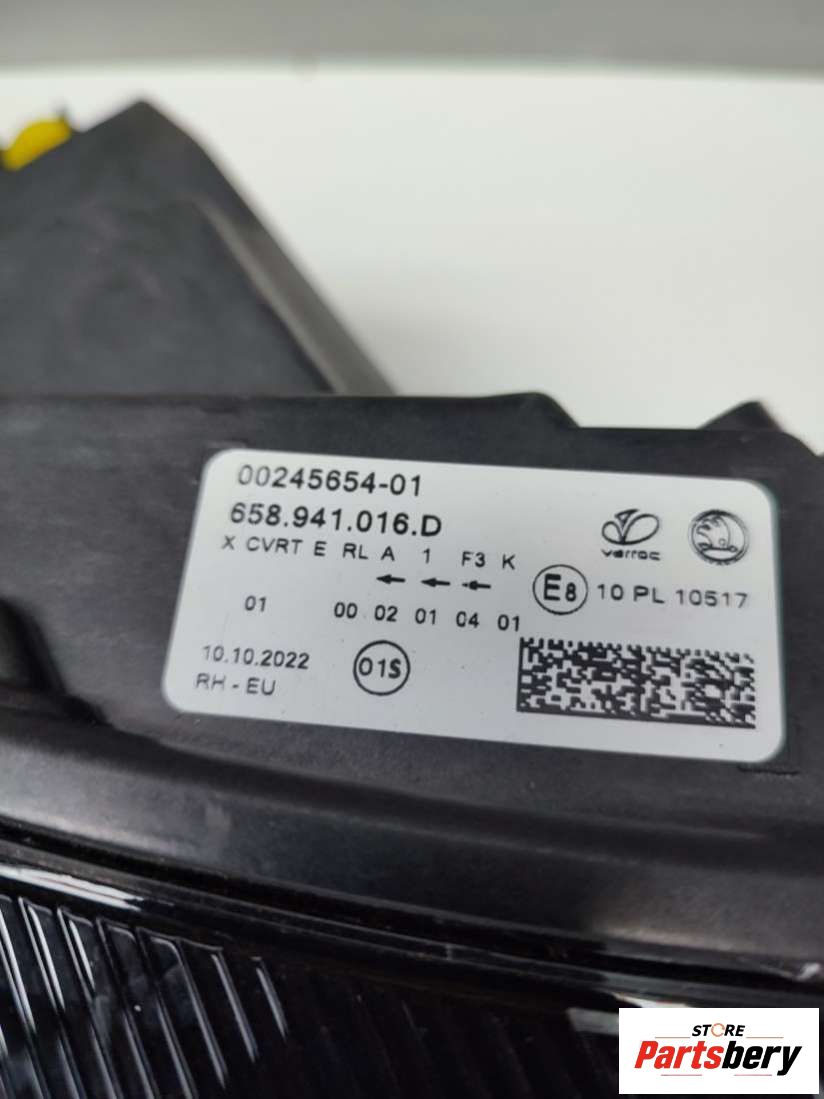 00245654-01
658.941.016.D
varroc
X CVRT E RL A 1 F3 K
E8 10 PL 10517
01 00 02 01 04 01
10.10.2022
01S
RH - EU
STORE
Partsbery